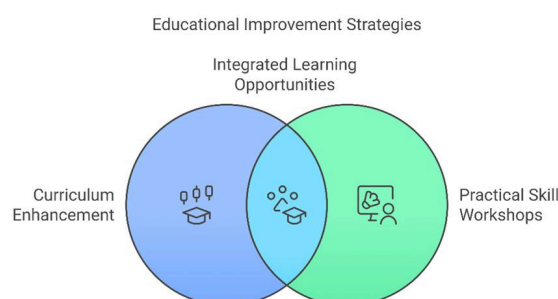 Educational Improvement Strategies
Integrated Learning
Opportunities
Curriculum
Enhancement
Practical Skill
Workshops